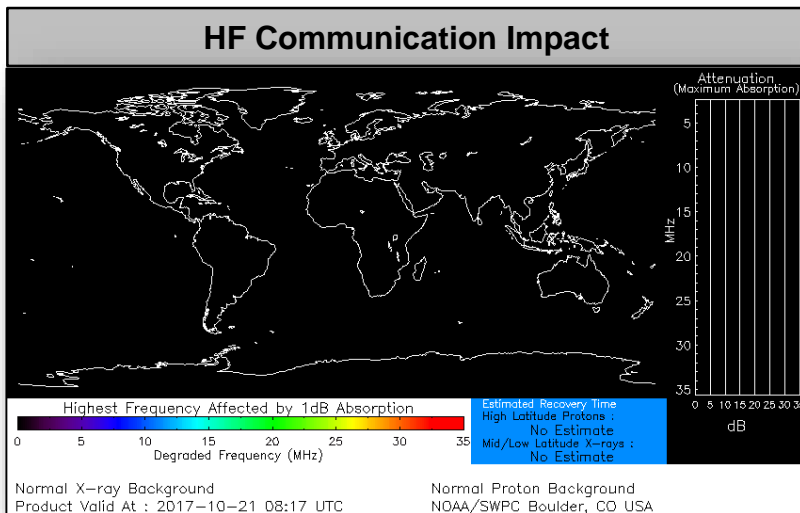 HF Communication Impact
Attenuation
(Maximum Absorption)
5
10
15
20
25
30
35
MHz
0 5 10 15 20 25 30 35
dB
Highest Frequency Affected by 1dB Absorption
0 5 10 15 20 25 30 35
Degraded Frequency (MHz)
Estimated Recovery Time
High Latitude Protons :
No Estimate
Mid/Low Latitude X-rays :
No Estimate
Normal X-ray Background
Product Valid At : 2017-10-21 08:17 UTC
Normal Proton Background
NOAA/SWPC Boulder, CO USA